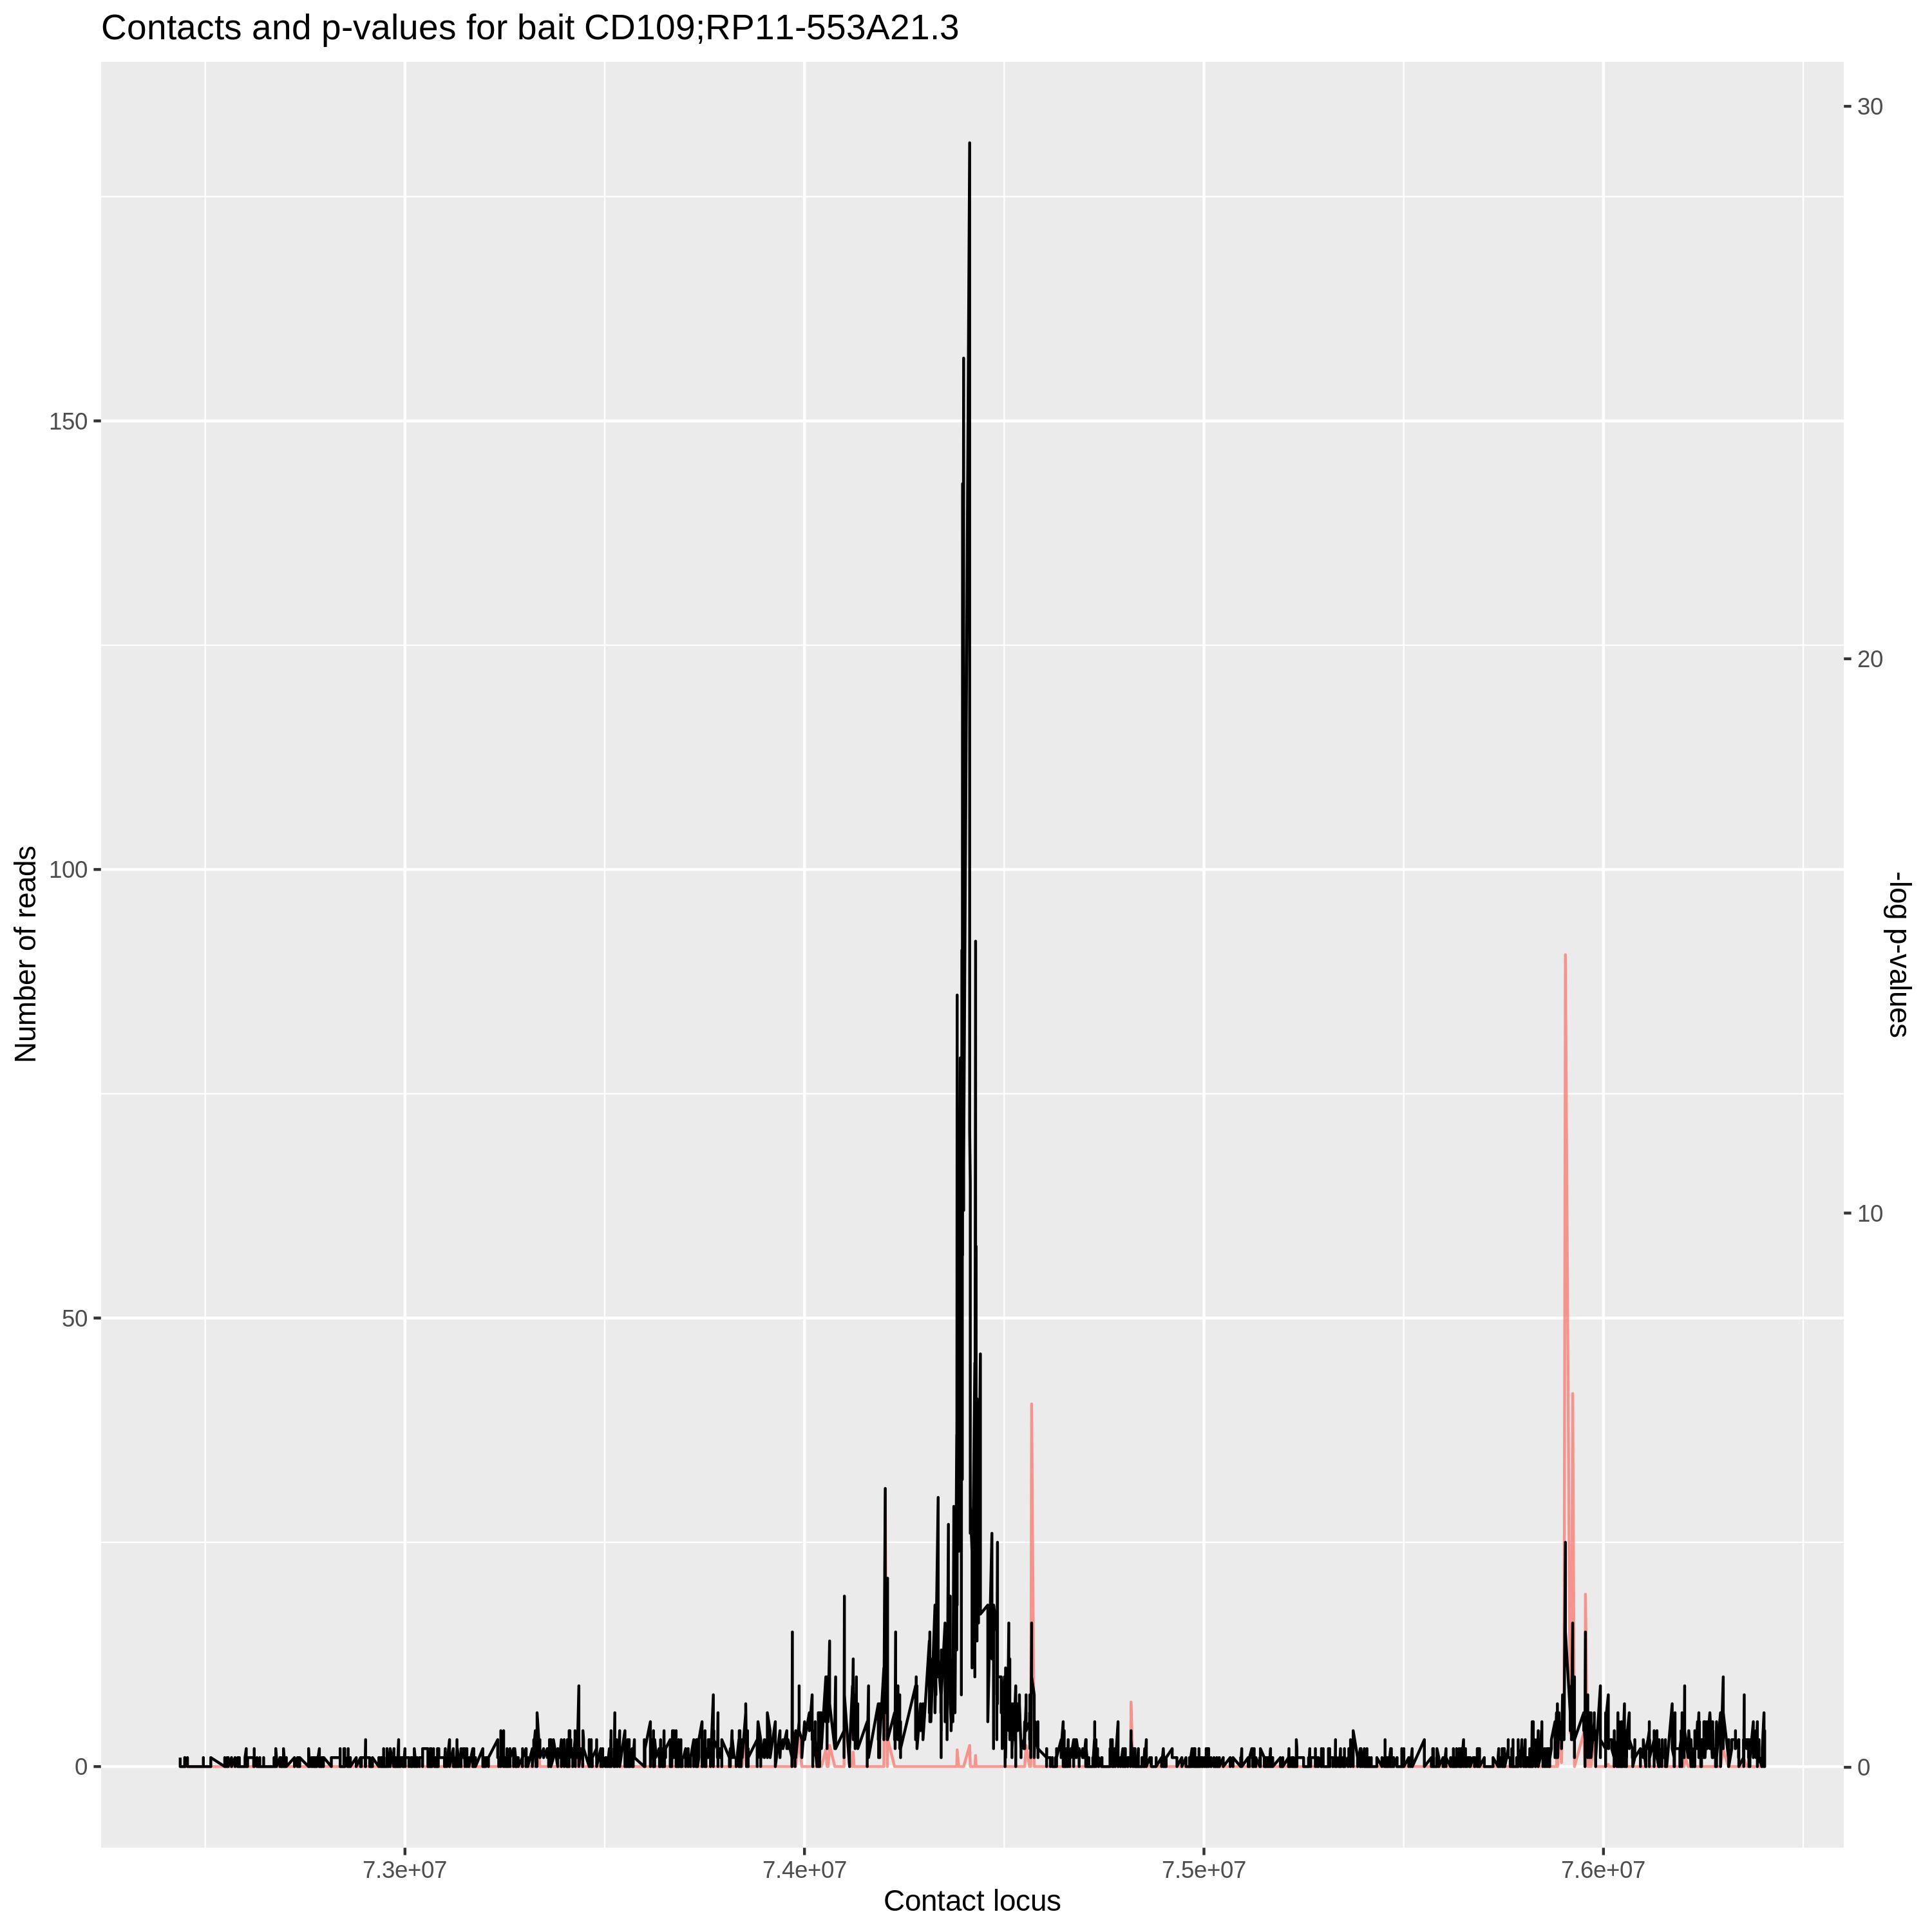 Contacts and p-values for bait CD109;RP11-553A21.3
30
150
20
100
Number of reads
-log p-values
10
50
0
0
7.3e+07
7.4e+07
7.5e+07
7.6e+07
Contact locus